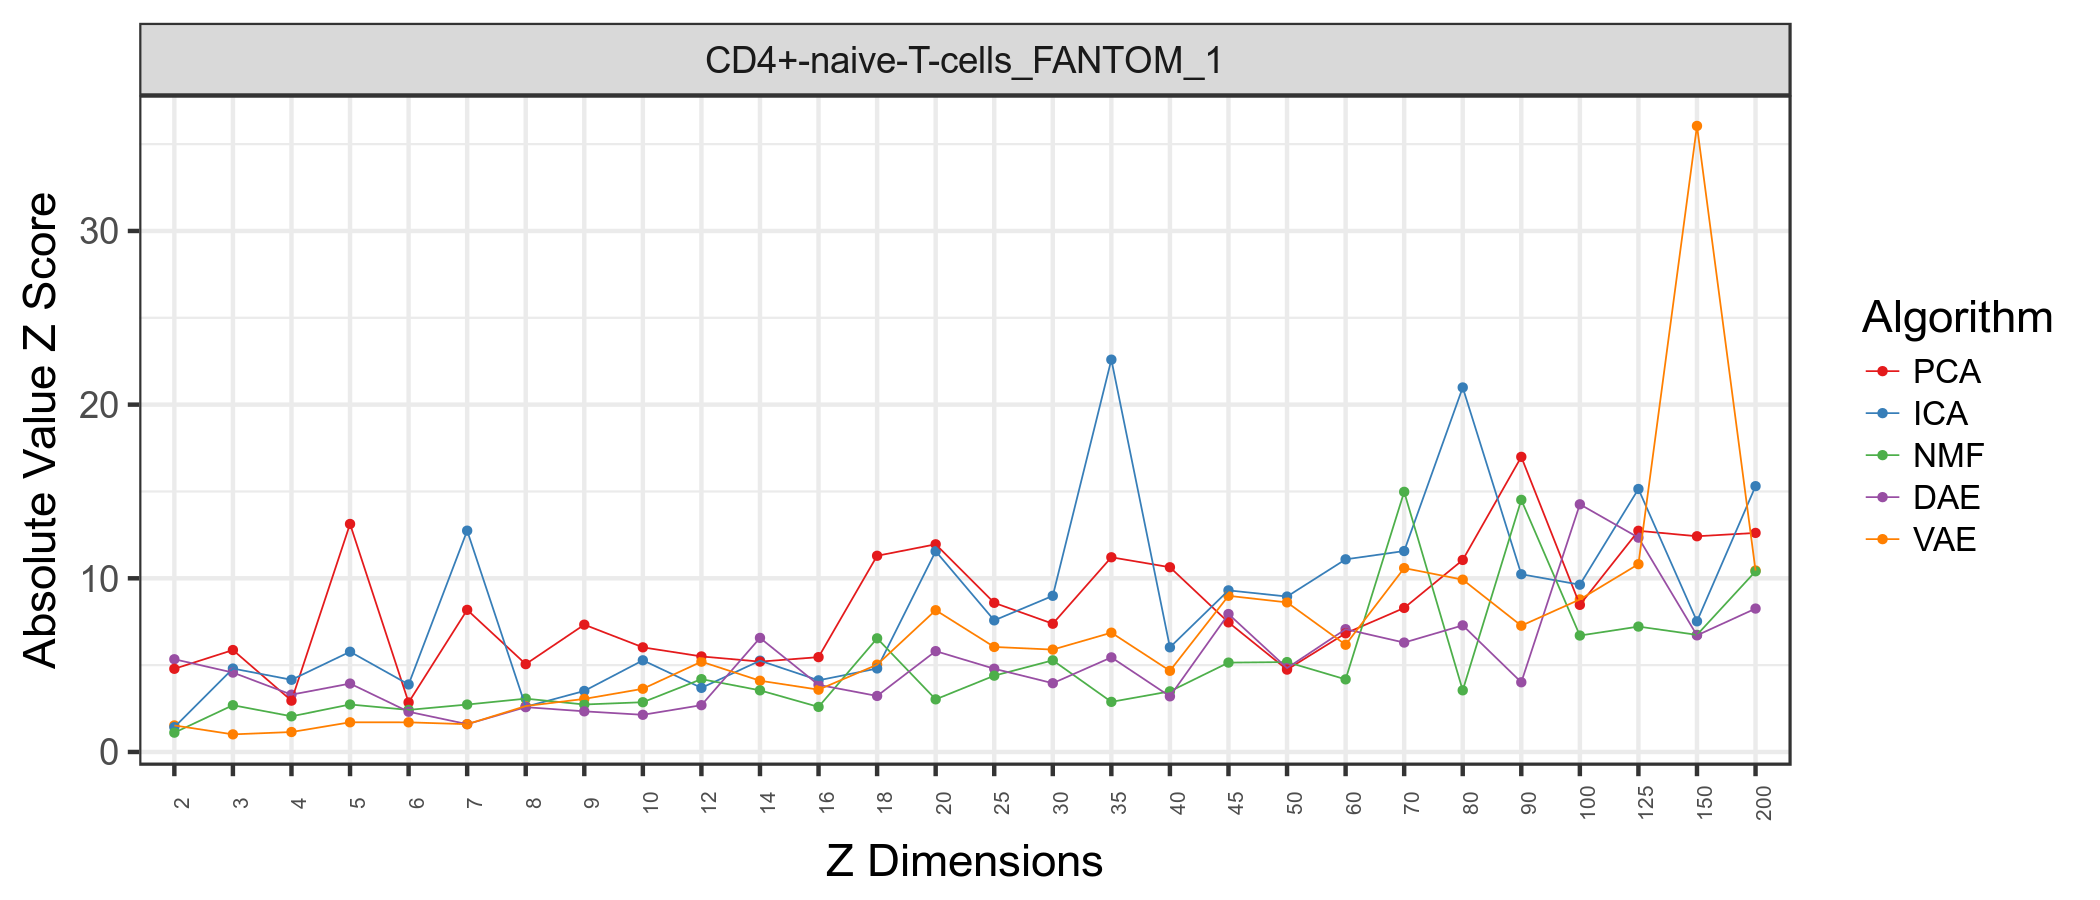 CD4+-naive-T-cells_FANTOM_1
Absolute Value Z Score
30
20
10
0
2 3 4 5 6 7 8 9 10 12 14 16 18 20 25 30 35 40 45 50 60 70 80 90 100 125 150 200
Z Dimensions
Algorithm
PCA
ICA
NMF
DAE
VAE